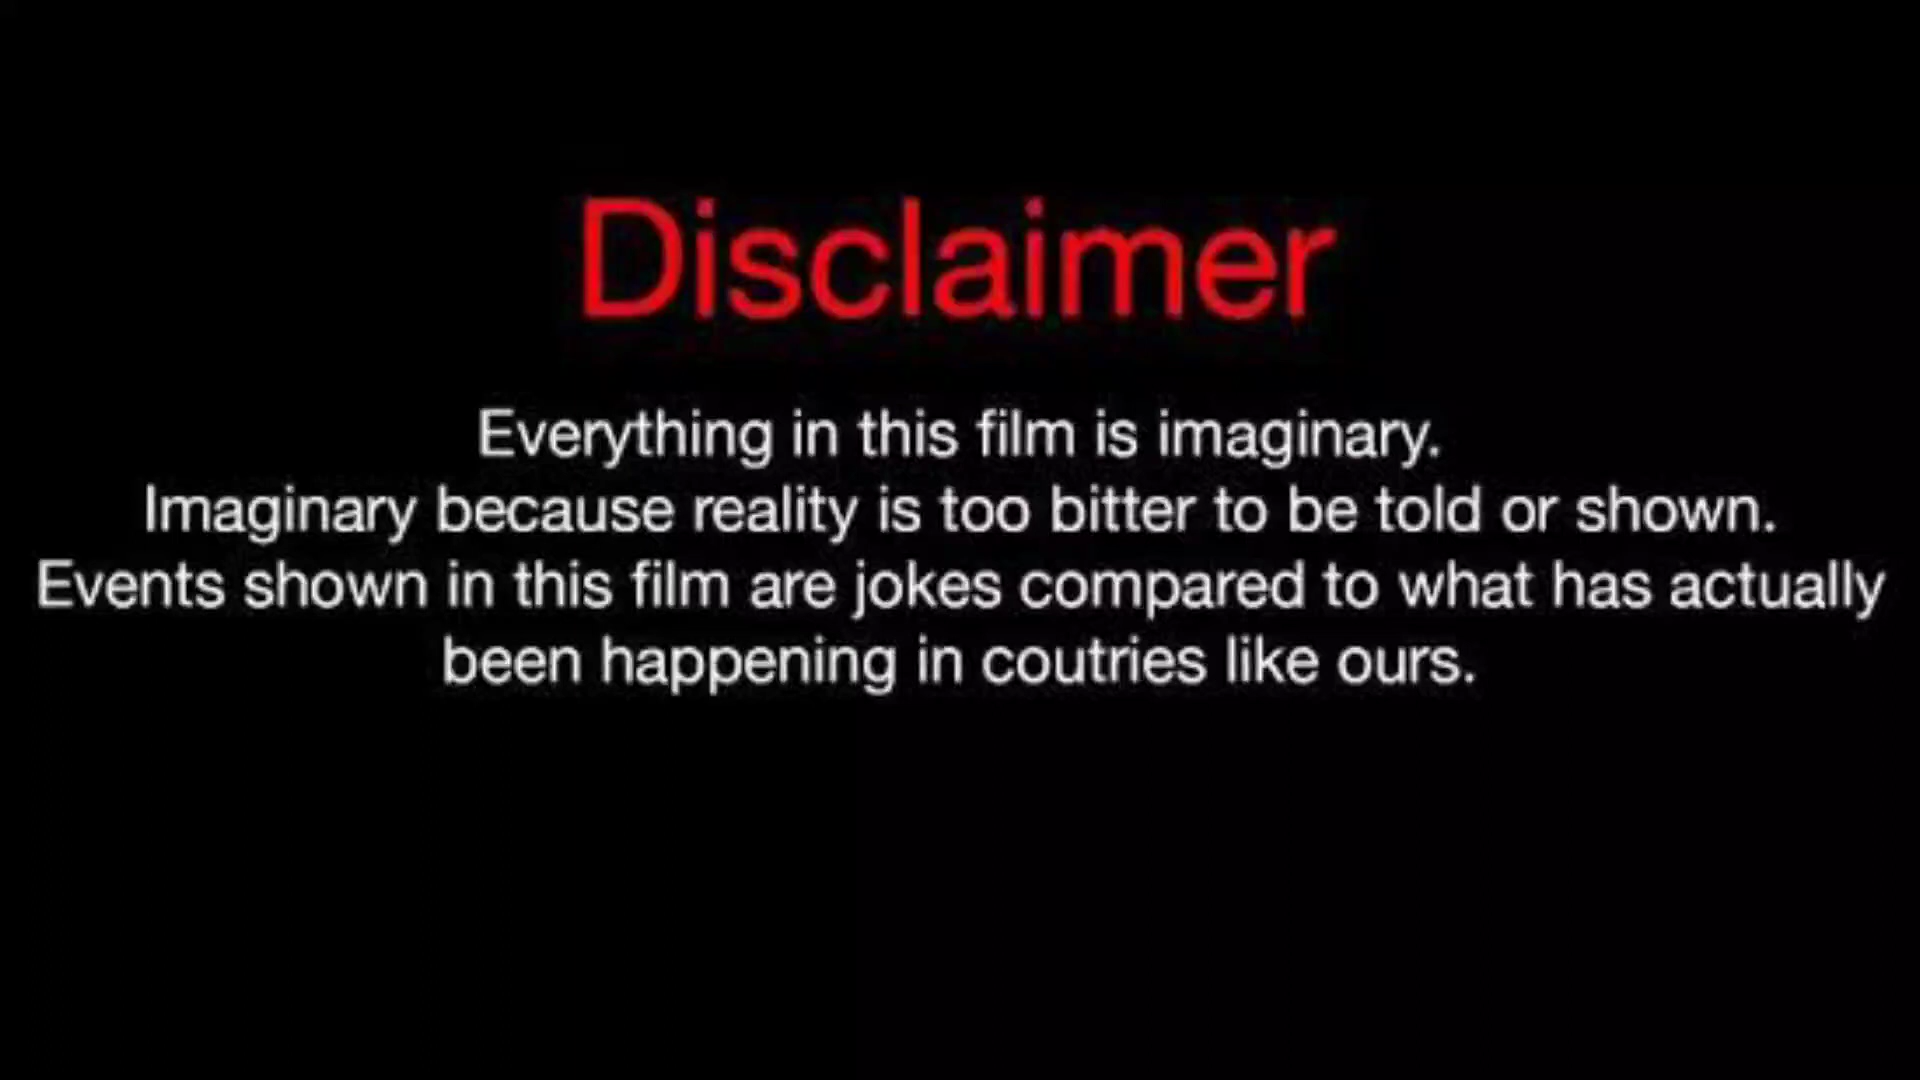 Disclaimer
Everything in this film is imaginary.
Imaginary because reality is too bitter to be told or shown.
Events shown in this film are jokes compared to what has actually
been happening in coutries like ours.